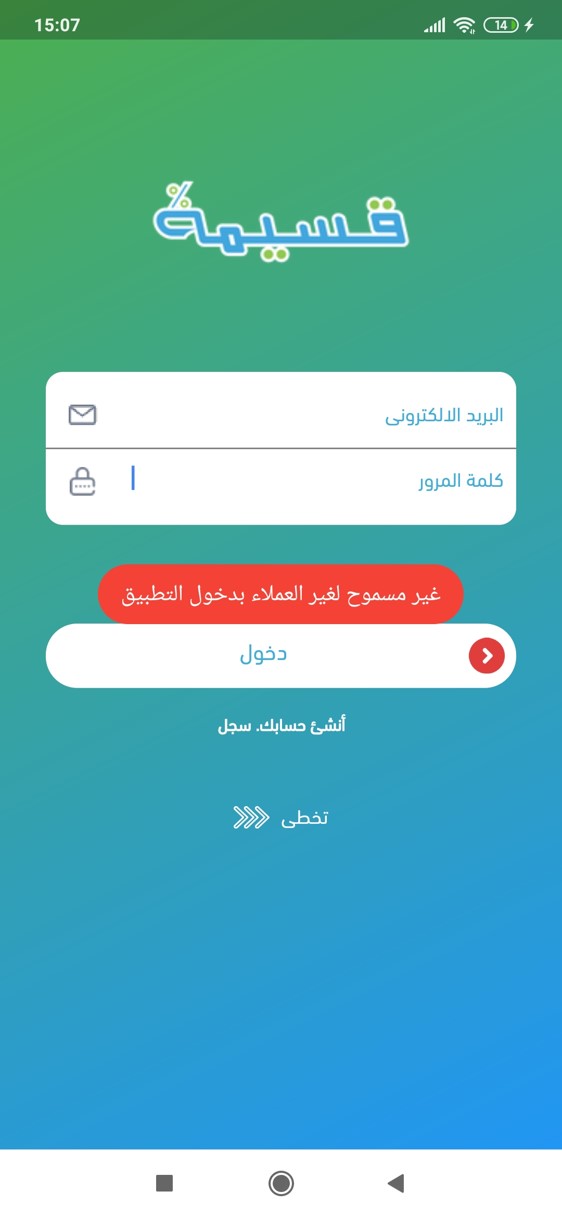 15:07
14
قسيمة %
البريد الالكترونى
كلمة المرور
غير مسموح لغير العملاء بدخول التطبيق
دخول
أنشئ حسابك. سجل
تخطى